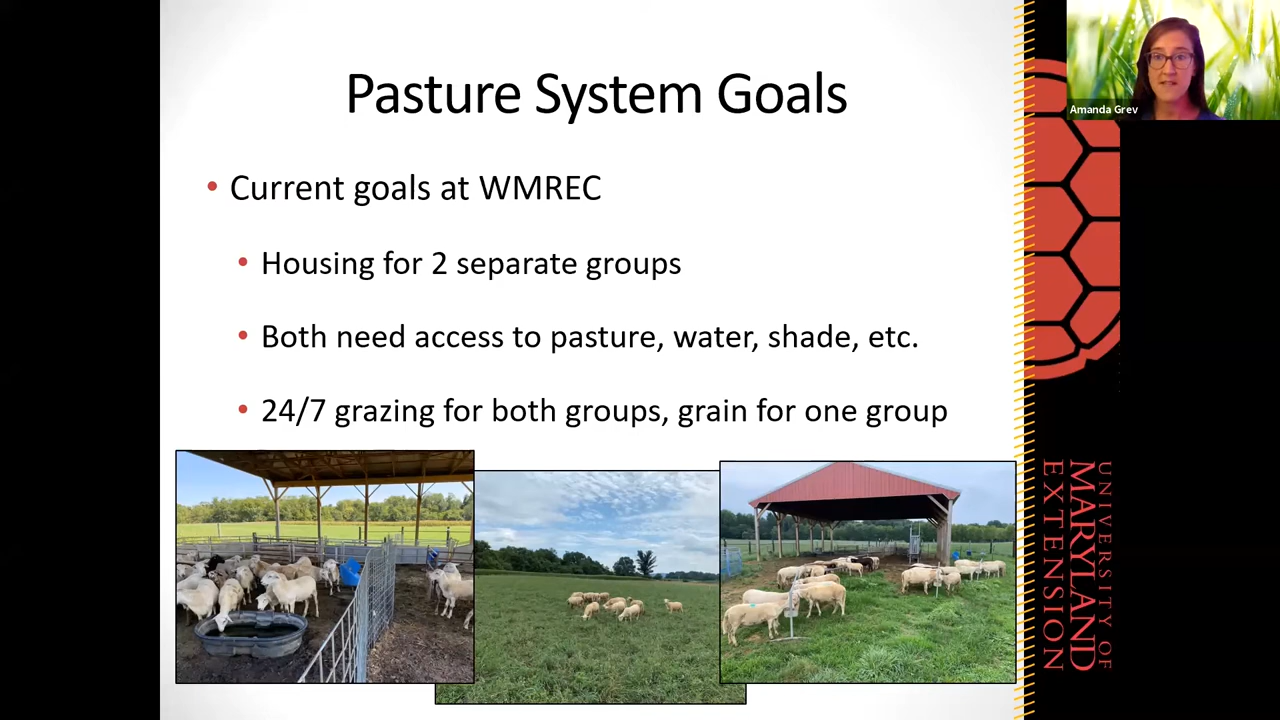 Pasture System Goals
Amanda Grev
• Current goals at WMREC
• Housing for 2 separate groups
• Both need access to pasture, water, shade, etc.
• 24/7 grazing for both groups, grain for one group
UNIVERSITY OF
MARYLAND
EXTENSION